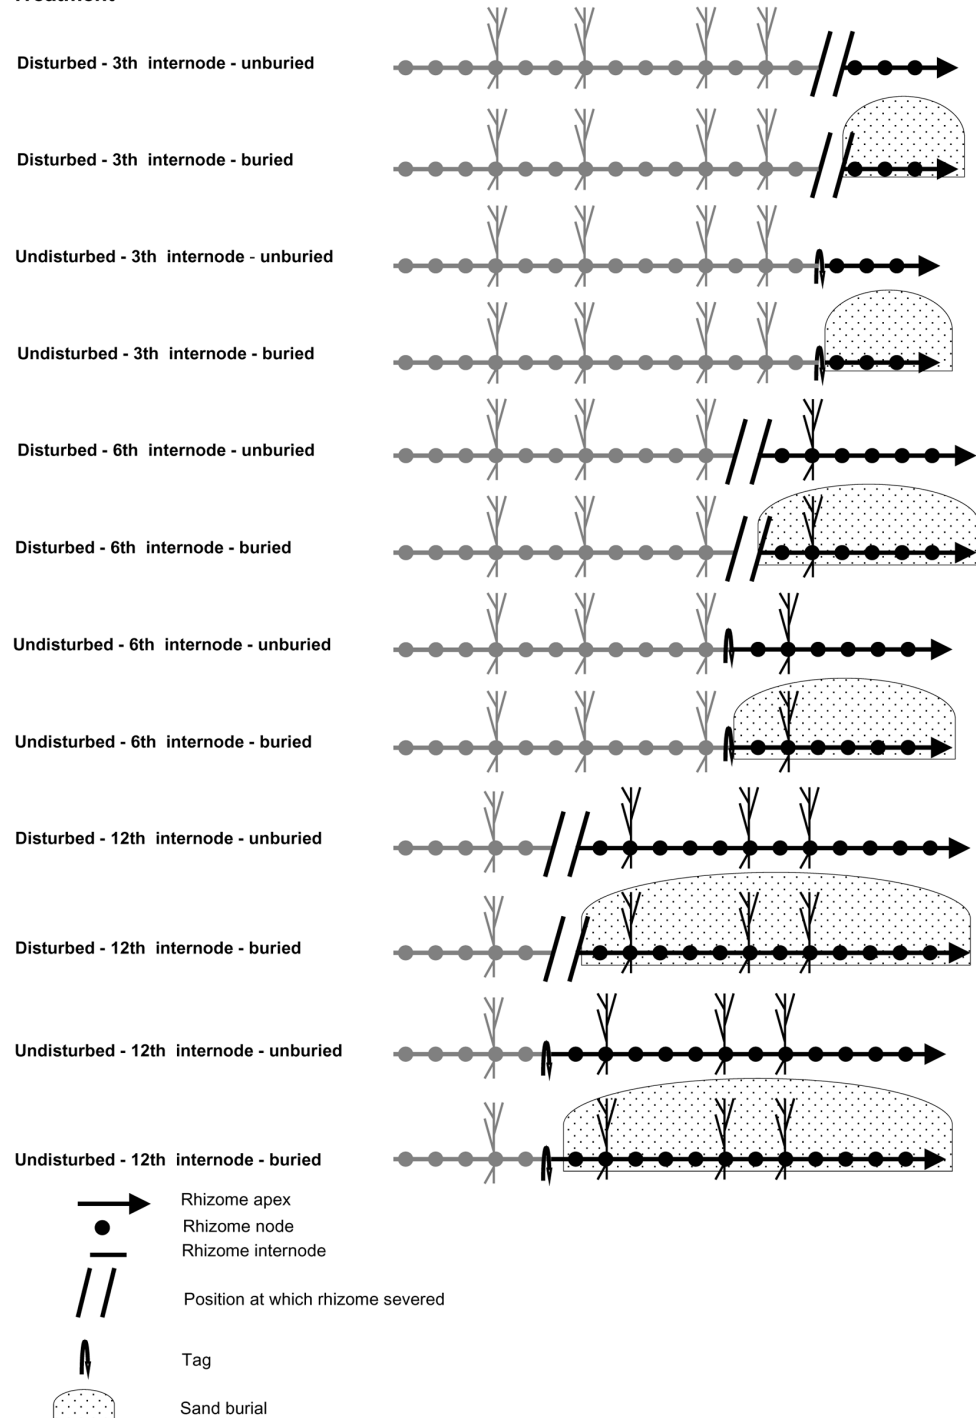 Disturbed - 3th internode - unburied
Disturbed - 3th internode - buried
Undisturbed - 3th internode - unburied
Undisturbed - 3th internode - buried
Disturbed - 6th internode - unburied
Disturbed - 6th internode - buried
Undisturbed - 6th internode - unburied
Undisturbed - 6th internode - buried
Disturbed - 12th internode - unburied
Disturbed - 12th internode - buried
Undisturbed - 12th internode - unburied
Undisturbed - 12th internode - buried
Rhizome apex
Rhizome node
Rhizome internode
Position at which rhizome severed
Tag
Sand burial